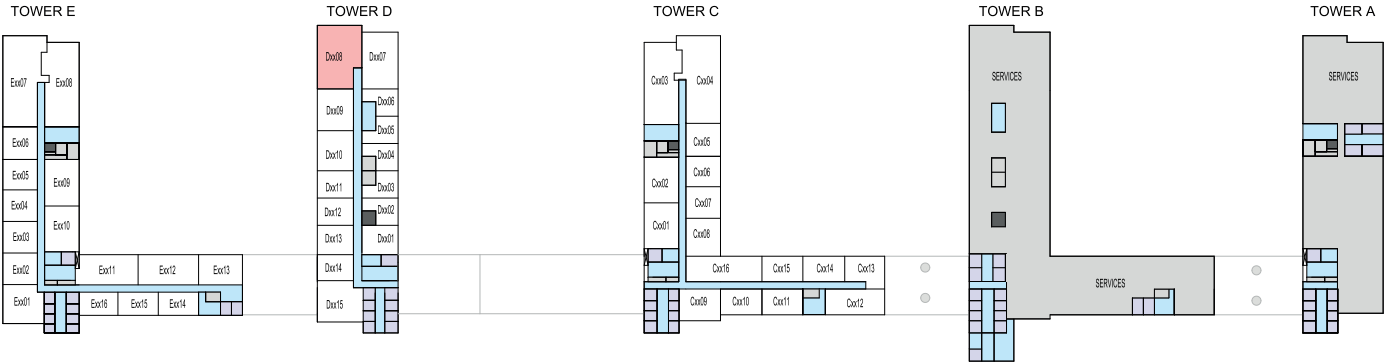 TOWER E
TOWER D
TOWER C
TOWER B
TOWER A
Exx07
Exx08
Exx06
Exx05
Exx09
Exx04
Exx10
Exx03
Exx02
Exx11
Exx12
Exx13
Exx01
Exx16
Exx15
Exx14
Dxx08
Dxx07
Dxx09
Dxx06
Dxx05
Dxx10
Dxx04
Dxx11
Dxx03
Dxx12
Dxx02
Dxx13
Dxx01
Dxx14
Dxx15
Cxx03
Cxx04
Cxx05
Cxx02
Cxx06
Cxx07
Cxx01
Cxx08
Cxx16
Cxx15
Cxx14
Cxx13
Cxx09
Cxx10
Cxx11
Cxx12
SERVICES
SERVICES
SERVICES